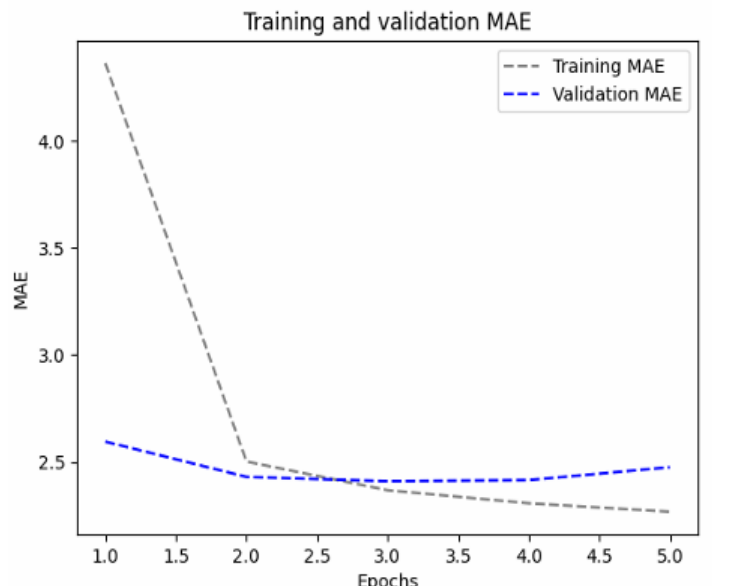 Training and validation MAE
Training MAE
Validation MAE
MAE
4.0
3.5
3.0
2.5
1.0 1.5 2.0 2.5 3.0 3.5 4.0 4.5 5.0
Epochs